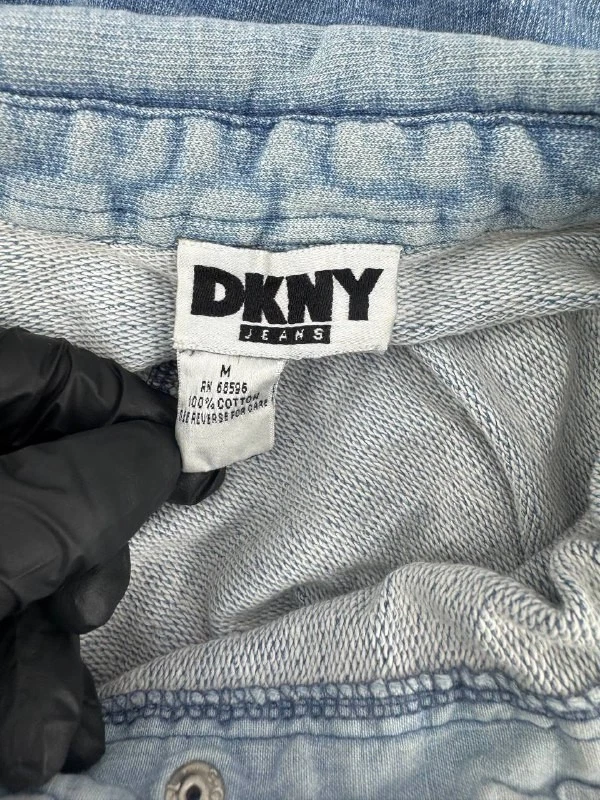 DKNY
JEANS
M
RN 68596
100% COTTON
SEE REVERSE FOR CARE